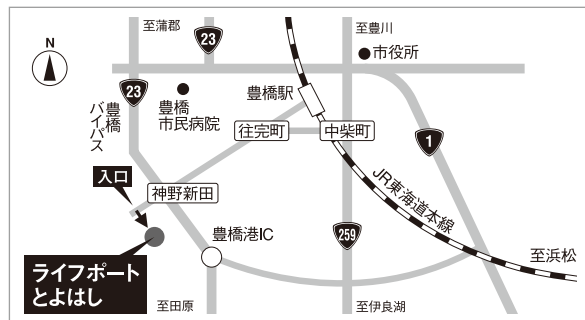 至蒲郡
至豊川
N
23
市役所
23
豊橋駅
豊橋
バイパス
豊橋
市民病院
往完町
中柴町
1
入口
神野新田
JR東海道本線
豊橋港IC
259
至浜松
ライフポート
とよはし
至田原
至伊良湖